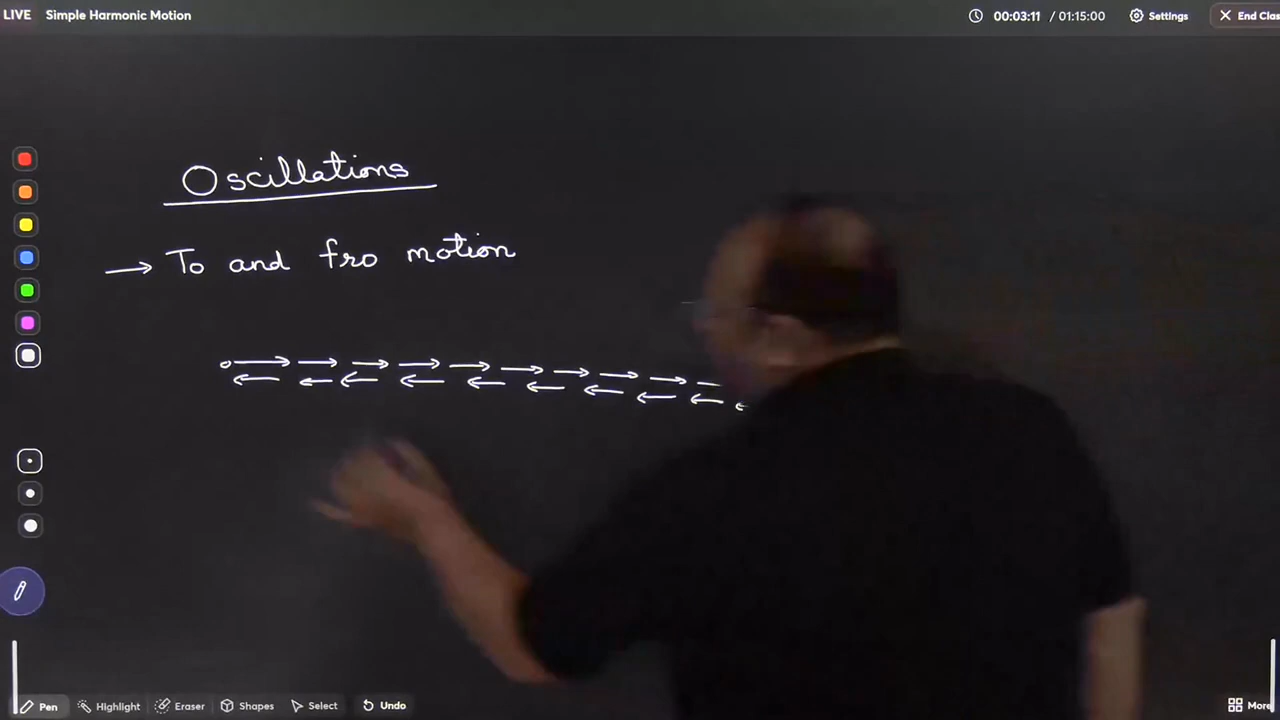 LIVE Simple Harmonic Motion 00:03:11 / 01:15:00 Settings End Clas
Oscillations
→ To and fro motion
Pen Highlight Eraser Shapes Select Undo More